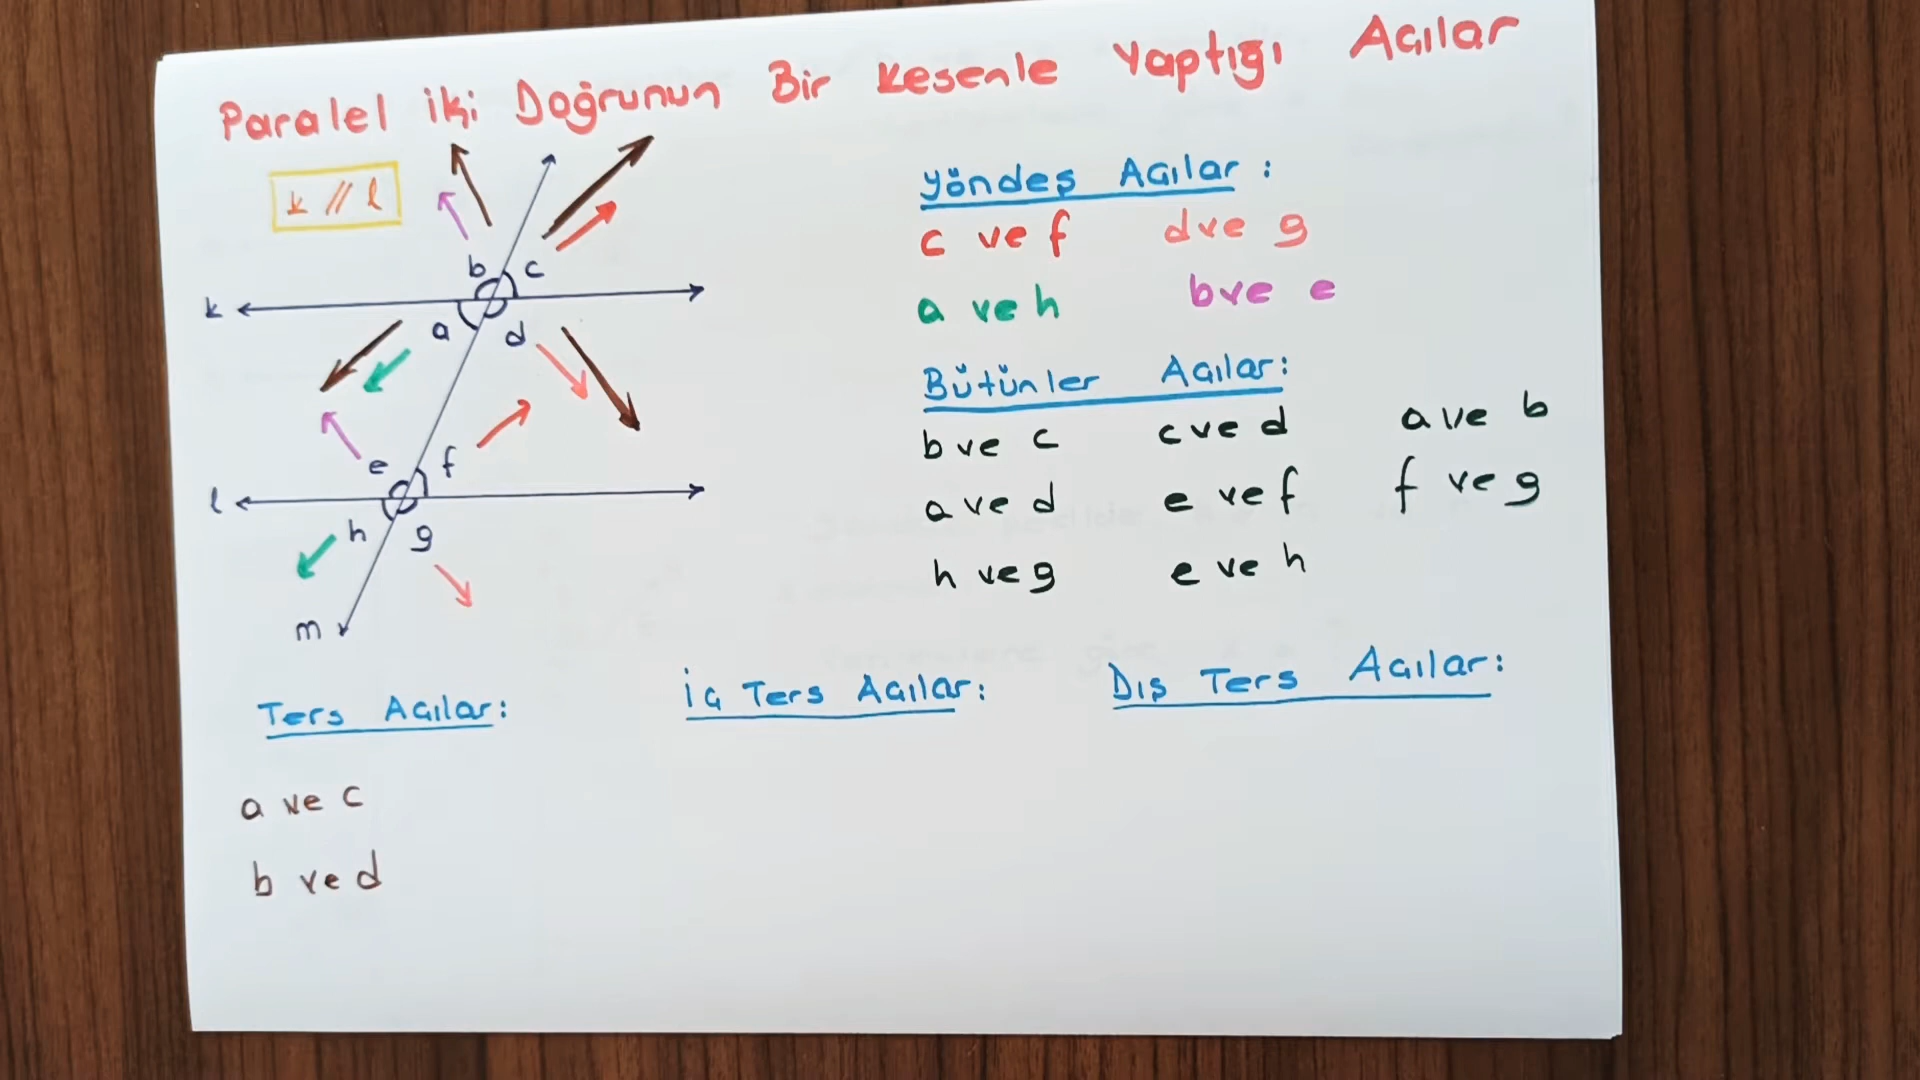 Paralel iki Doğrunun Bir Kesenle Yaptığı Açılar
k // l
b c
k
a d
e f
l
h g
m
Yöndeş Açılar:
c ve f d ve g
a ve h b ve e
Bütünler Açılar:
b ve c c ve d a ve b
a ve d e ve f f ve g
h ve g e ve h
Ters Açılar: İç Ters Açılar: Dış Ters Açılar:
a ve c
b ve d